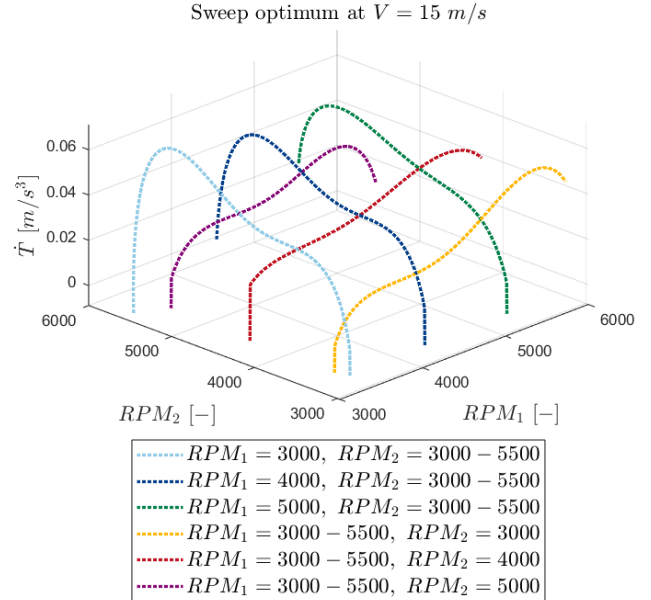 Sweep optimum at V = 15 m/s
0.06
0.04
0.02
0
Ṫ [m/s³]
6000
5000
4000
3000
RPM₂ [−]
3000
4000
5000
6000
RPM₁ [−]
RPM₁ = 3000, RPM₂ = 3000 − 5500
RPM₁ = 4000, RPM₂ = 3000 − 5500
RPM₁ = 5000, RPM₂ = 3000 − 5500
RPM₁ = 3000 − 5500, RPM₂ = 3000
RPM₁ = 3000 − 5500, RPM₂ = 4000
RPM₁ = 3000 − 5500, RPM₂ = 5000